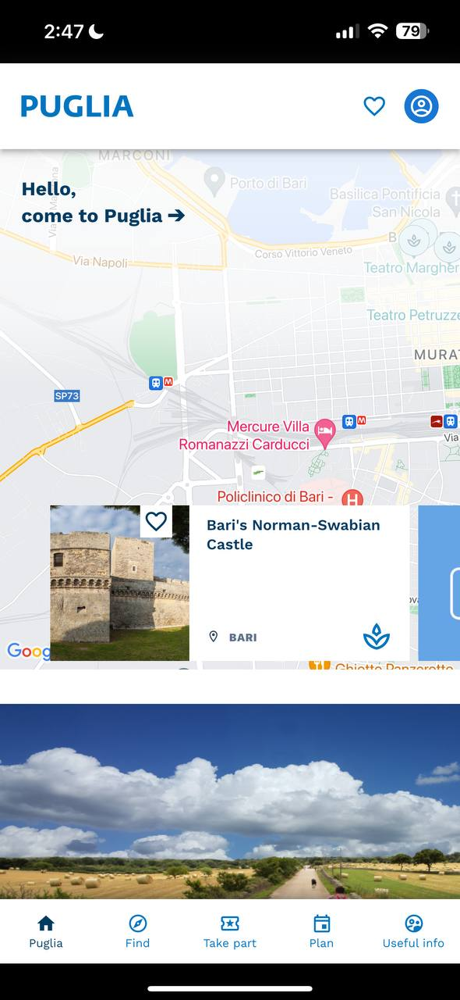 2:47
79
PUGLIA
MARCONI
Hello,
come to Puglia
Porto di Bari
Basilica Pontificia
San Nicola
B
Corso Vittorio Veneto
Via Napoli
Teatro Margher
Teatro Petruzze
MURAT
M
SP73
Mercure Villa
Romanazzi Carducci
M
Via
Policlinico di Bari -
H
Bari's Norman-Swabian
Castle
BARI
Goog
Ghiotto Panzerotto
Puglia
Find
Take part
Plan
Useful info